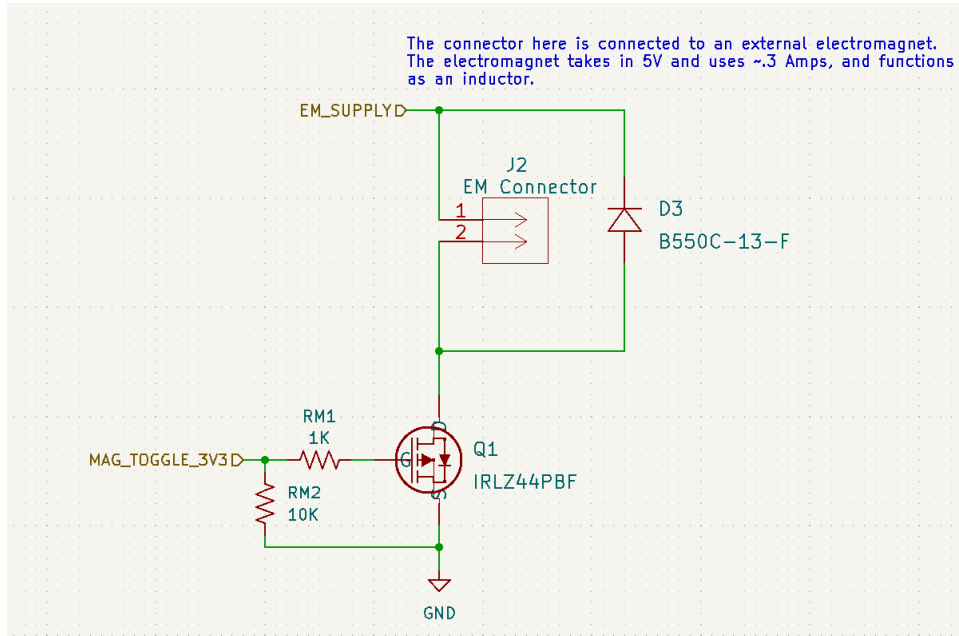 The connector here is connected to an external electromagnet.
The electromagnet takes in 5V and uses ~.3 Amps, and functions
as an inductor.
EM_SUPPLY
J2
EM Connector
1
2
D3
B550C-13-F
RM1
1K
MAG_TOGGLE_3V3
RM2
10K
D
G
S
Q1
IRLZ44PBF
GND